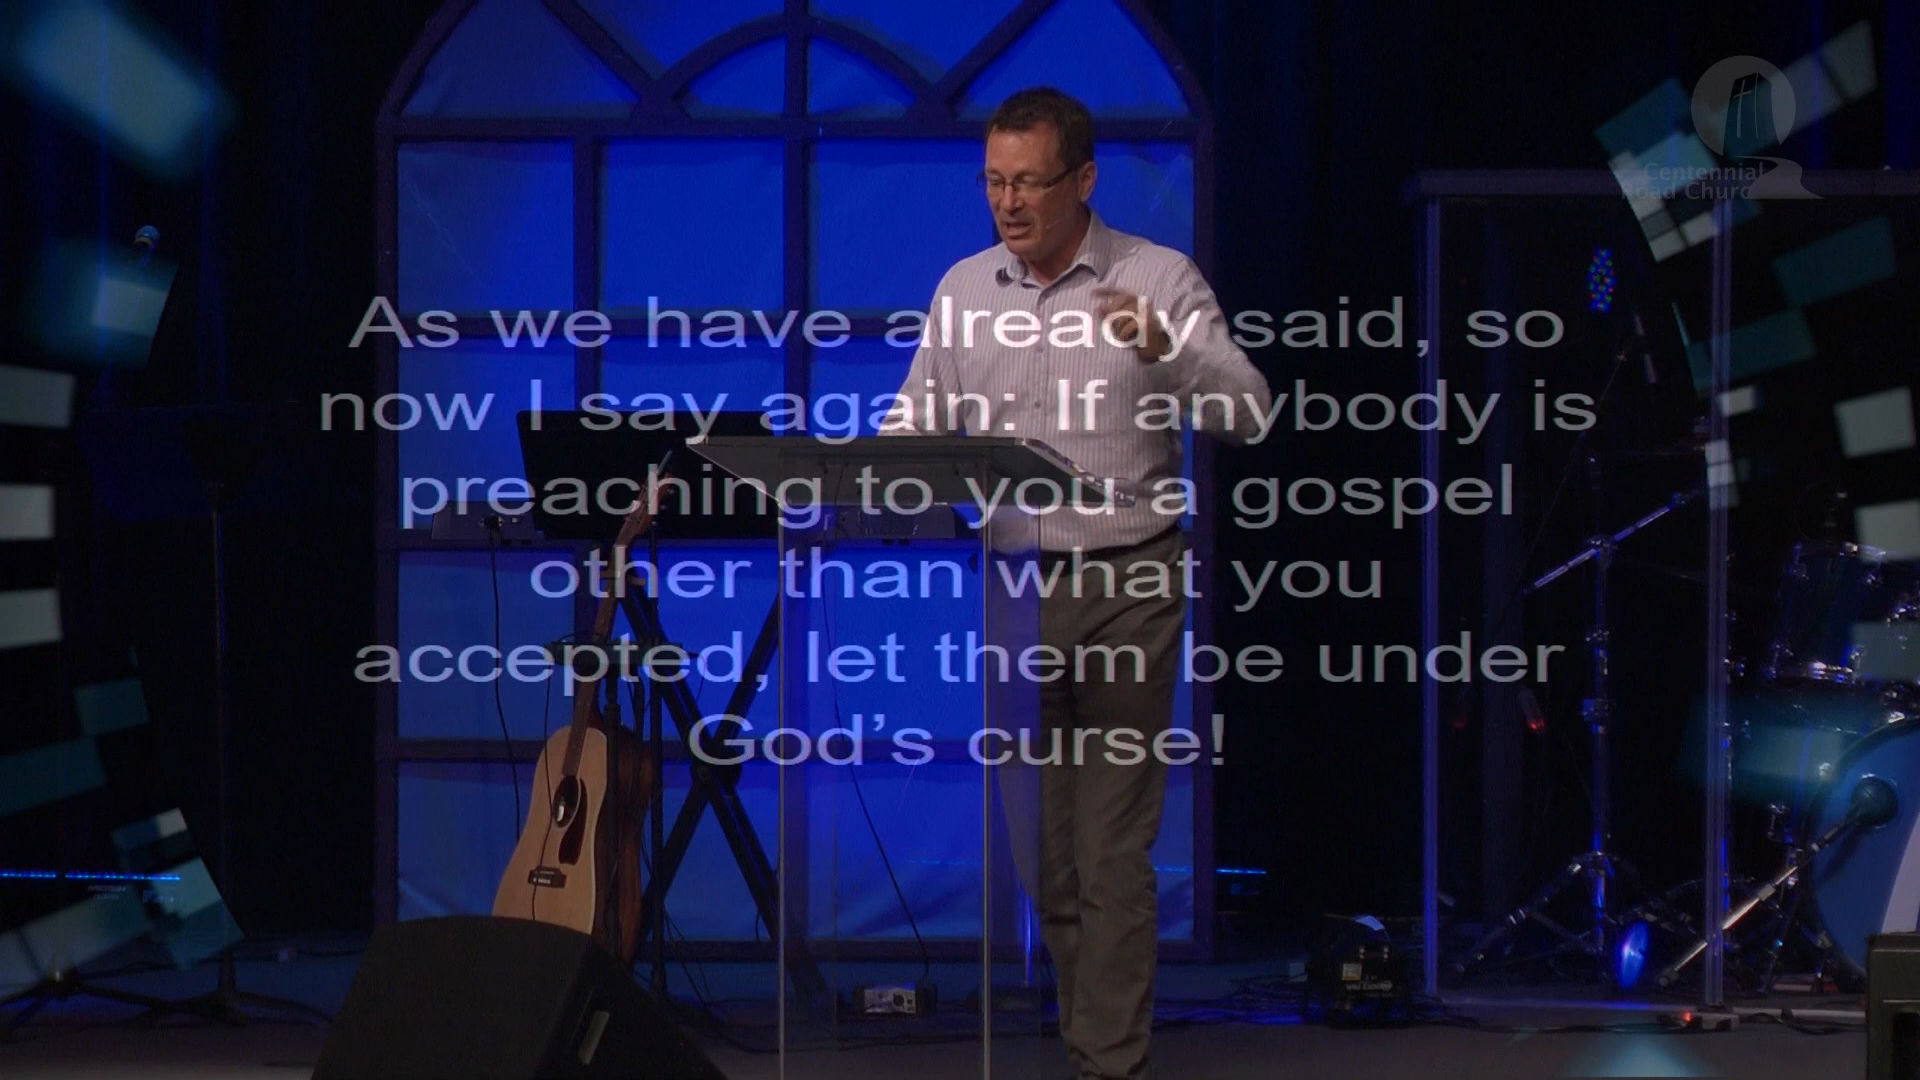 Centennial
Road Church
As we have already said, so
now I say again: If anybody is
preaching to you a gospel
other than what you
accepted, let them be under
God’s curse!